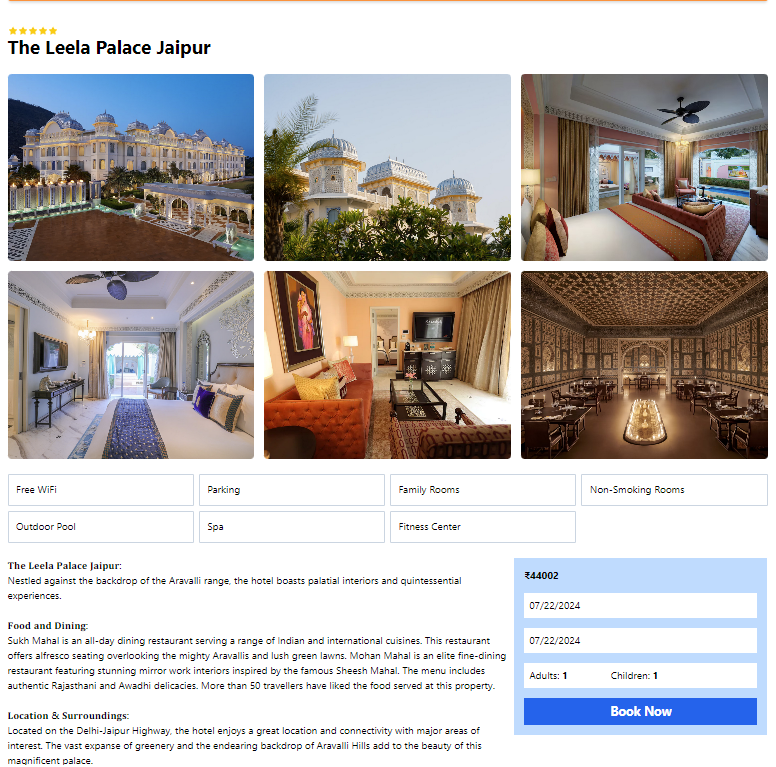 The Leela Palace Jaipur
Free WiFi
Parking
Family Rooms
Non-Smoking Rooms
Outdoor Pool
Spa
Fitness Center
The Leela Palace Jaipur:
Nestled against the backdrop of the Aravalli range, the hotel boasts palatial interiors and quintessential
experiences.
Food and Dining:
Sukh Mahal is an all-day dining restaurant serving a range of Indian and international cuisines. This restaurant
offers alfresco seating overlooking the mighty Aravallis and lush green lawns. Mohan Mahal is an elite fine-dining
restaurant featuring stunning mirror work interiors inspired by the famous Sheesh Mahal. The menu includes
authentic Rajasthani and Awadhi delicacies. More than 50 travellers have liked the food served at this property.
Location & Surroundings:
Located on the Delhi-Jaipur Highway, the hotel enjoys a great location and connectivity with major areas of
interest. The vast expanse of greenery and the endearing backdrop of Aravalli Hills add to the beauty of this
magnificent palace.
₹44002
07/22/2024
07/22/2024
Adults: 1 Children: 1
Book Now